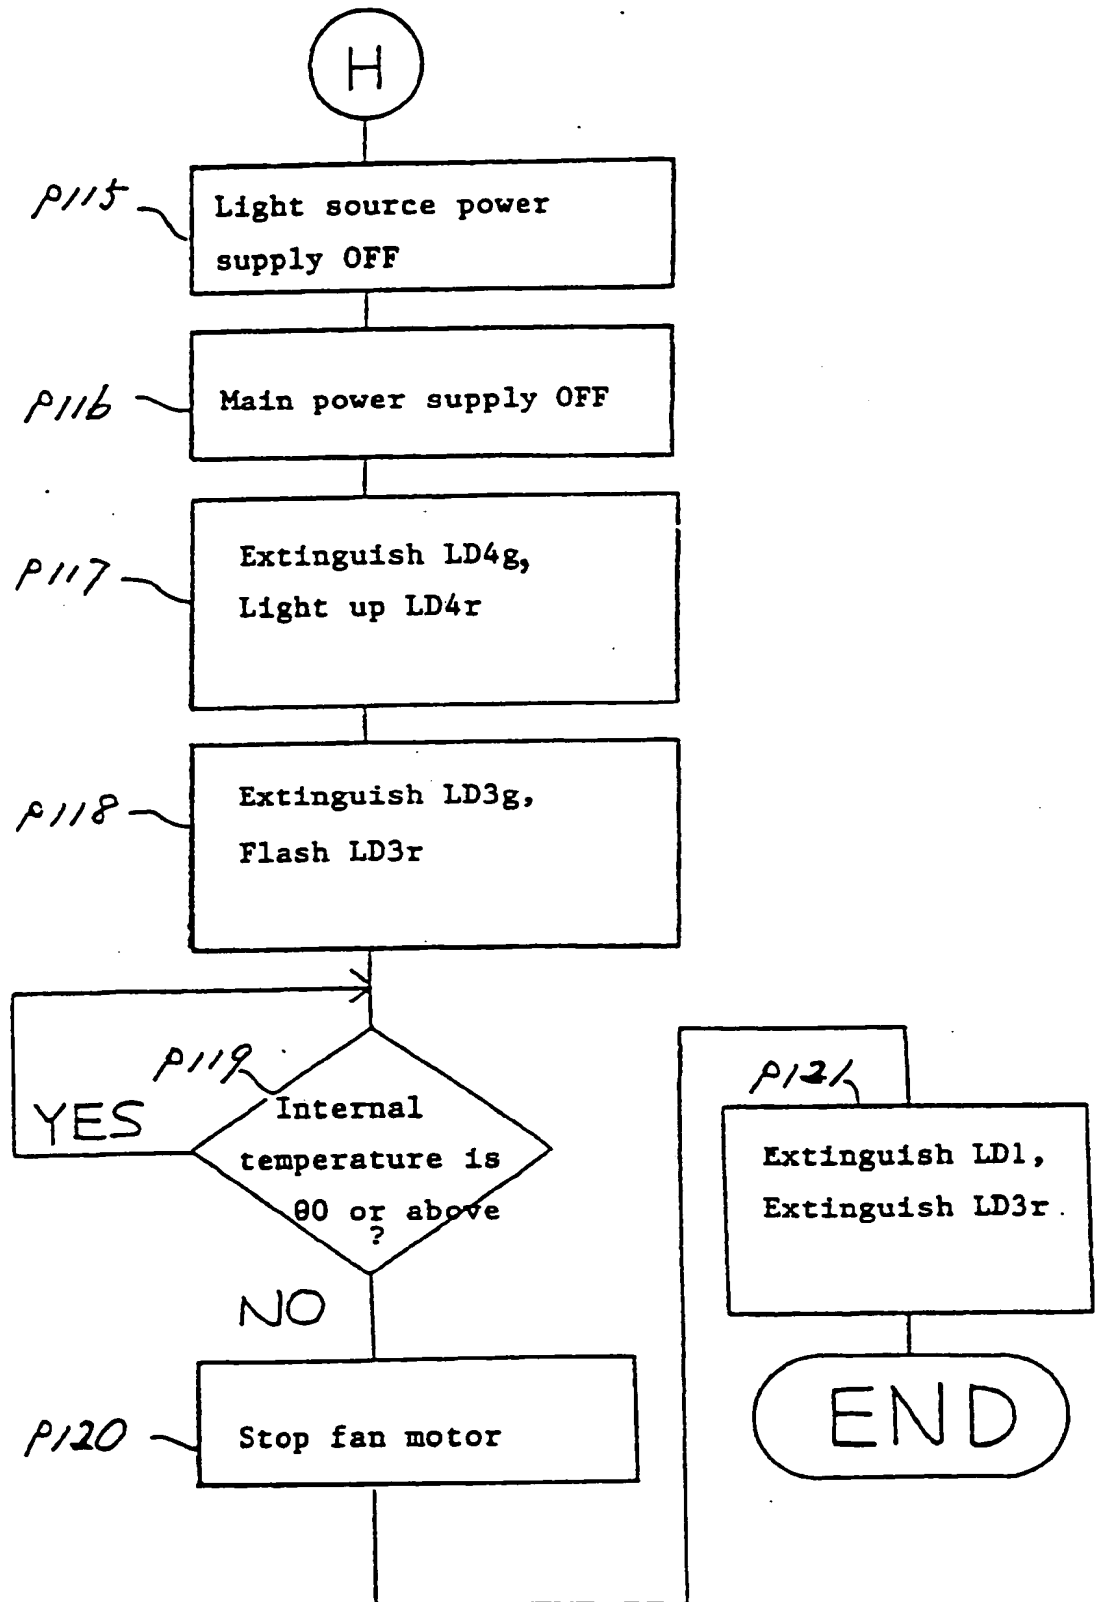 H
P115
Light source power
supply OFF
P116
Main power supply OFF
P117
Extinguish LD4g,
Light up LD4r
P118
Extinguish LD3g,
Flash LD3r
P119
YES
Internal
temperature is
θ0 or above
?
NO
P120
Stop fan motor
P121
Extinguish LD1,
Extinguish LD3r.
END